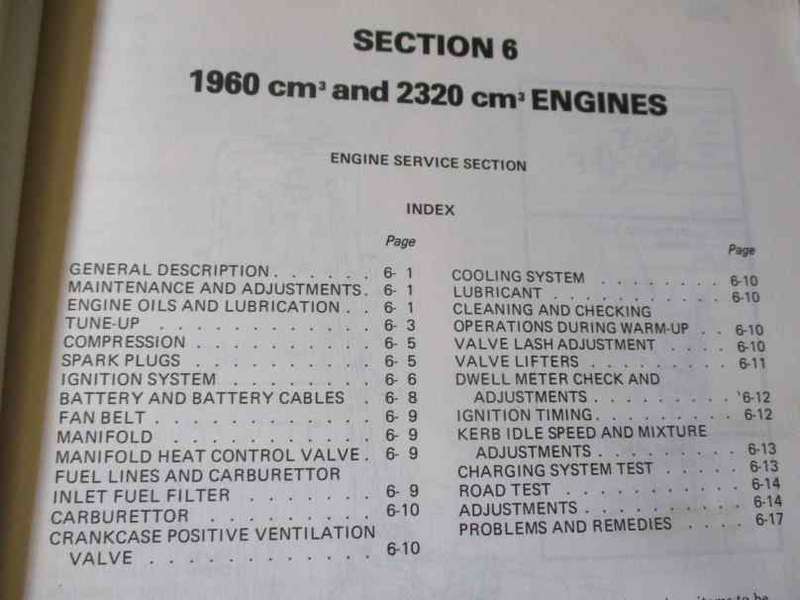 SECTION 6
1960 cm³ and 2320 cm³ ENGINES
ENGINE SERVICE SECTION
INDEX
Page
GENERAL DESCRIPTION . . . . . . 6- 1
MAINTENANCE AND ADJUSTMENTS . 6- 1
ENGINE OILS AND LUBRICATION . . 6- 1
TUNE-UP . . . . . . . . . . . . 6- 3
COMPRESSION . . . . . . . . . . 6- 5
SPARK PLUGS . . . . . . . . . . 6- 5
IGNITION SYSTEM . . . . . . . . 6- 6
BATTERY AND BATTERY CABLES . 6- 8
FAN BELT . . . . . . . . . . . . 6- 9
MANIFOLD . . . . . . . . . . . 6- 9
MANIFOLD HEAT CONTROL VALVE . 6- 9
FUEL LINES AND CARBURETTOR
INLET FUEL FILTER . . . . . . . 6- 9
CARBURETTOR . . . . . . . . . 6-10
CRANKCASE POSITIVE VENTILATION
VALVE . . . . . . . . . . . . 6-10
Page
COOLING SYSTEM . . . . . . . . 6-10
LUBRICANT . . . . . . . . . . . 6-10
CLEANING AND CHECKING
OPERATIONS DURING WARM-UP . . 6-10
VALVE LASH ADJUSTMENT . . . . 6-10
VALVE LIFTERS . . . . . . . . . 6-11
DWELL METER CHECK AND
ADJUSTMENTS . . . . . . . . . 6-12
IGNITION TIMING . . . . . . . . . 6-12
KERB IDLE SPEED AND MIXTURE
ADJUSTMENTS . . . . . . . . . 6-13
CHARGING SYSTEM TEST . . . . . 6-13
ROAD TEST . . . . . . . . . . . 6-14
ADJUSTMENTS . . . . . . . . . . 6-14
PROBLEMS AND REMEDIES . . . . 6-17
items to be